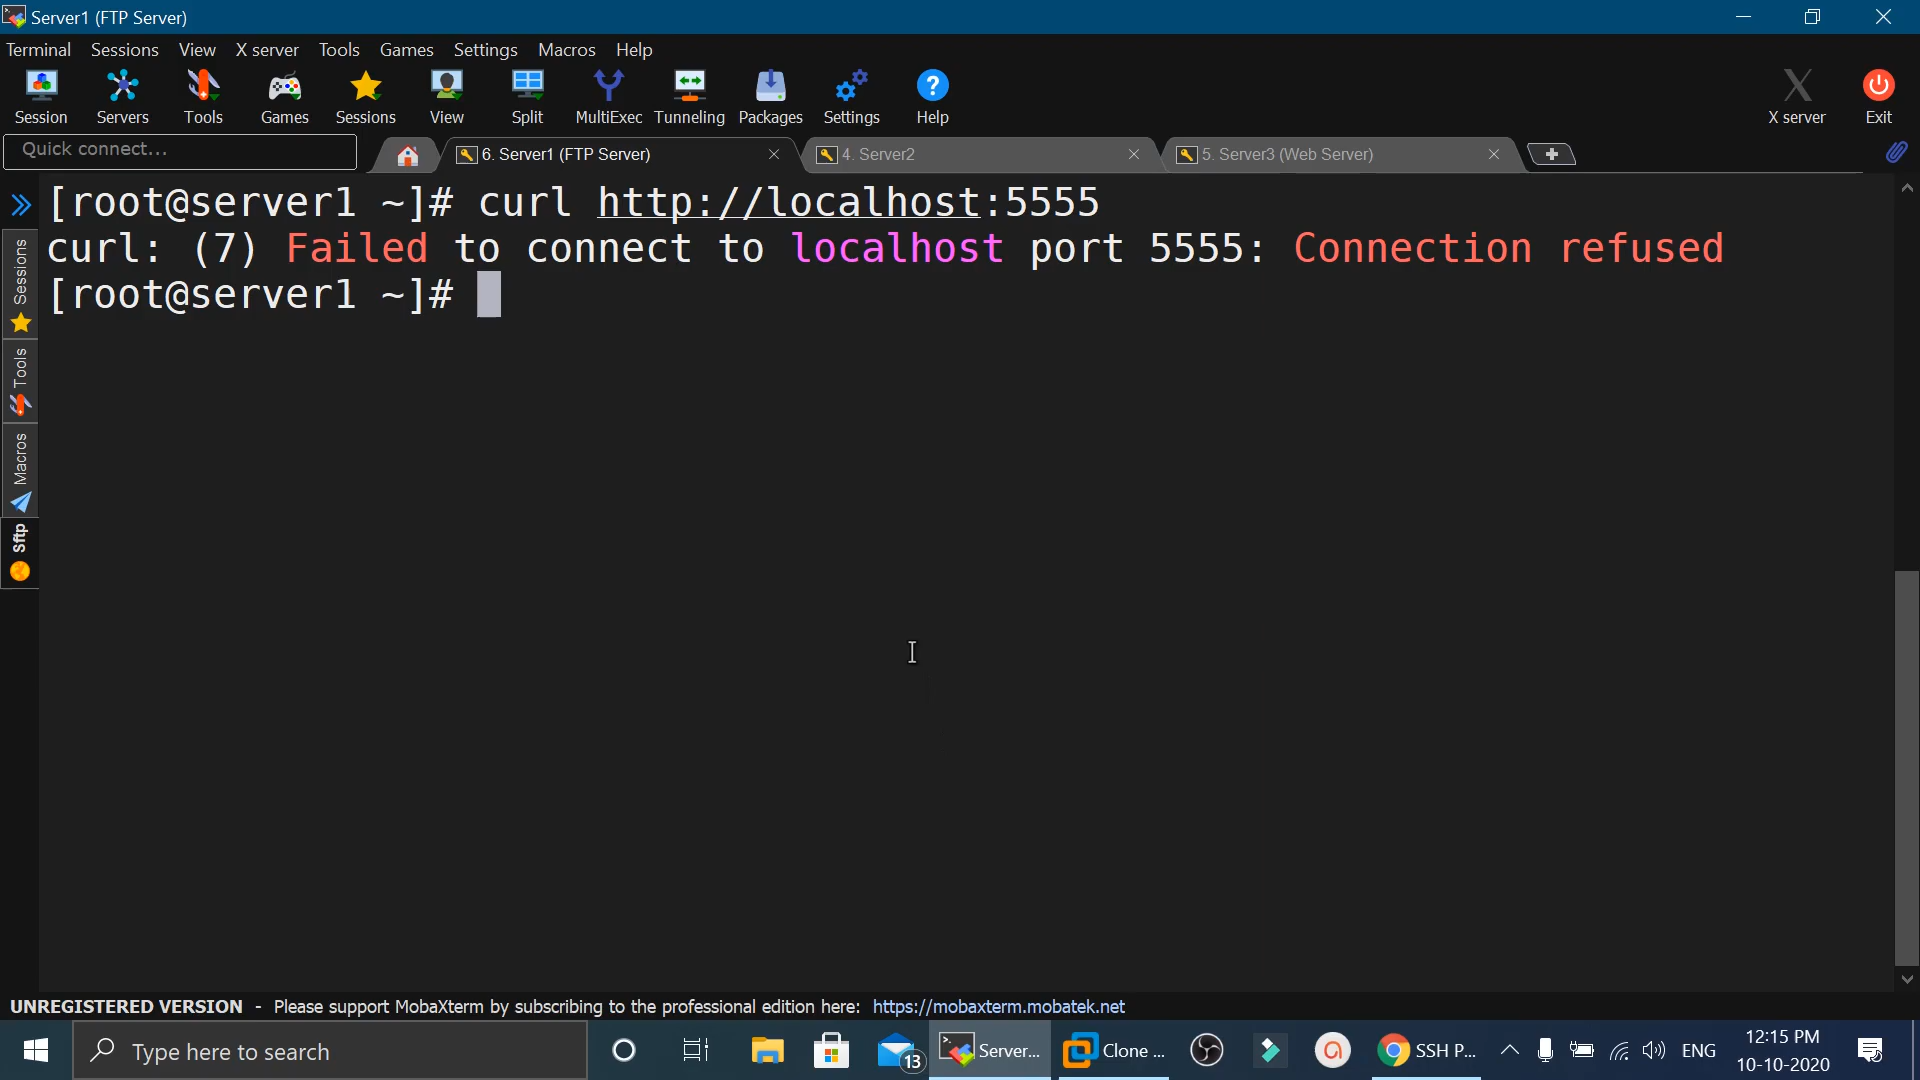 Server1 (FTP Server)
Terminal Sessions View X server Tools Games Settings Macros Help
Session Servers Tools Games Sessions View Split MultiExec Tunneling Packages Settings Help X server Exit
Quick connect...
6. Server1 (FTP Server)
4. Server2
5. Server3 (Web Server)
[root@server1 ~]# curl http://localhost:5555
curl: (7) Failed to connect to localhost port 5555: Connection refused
[root@server1 ~]#
Sessions
Tools
Macros
Sftp
UNREGISTERED VERSION - Please support MobaXterm by subscribing to the professional edition here: https://mobaxterm.mobatek.net
Type here to search
13
Server...
Clone ...
SSH P...
ENG
12:15 PM
10-10-2020